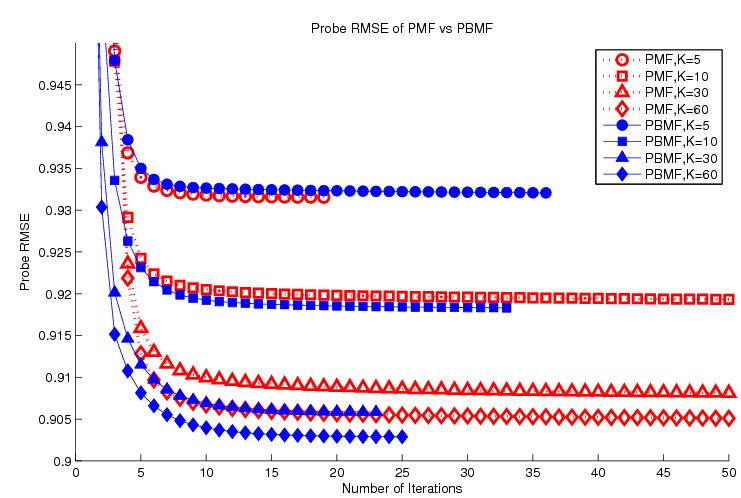 Probe RMSE of PMF vs PBMF
PMF,K=5
PMF,K=10
PMF,K=30
PMF,K=60
PBMF,K=5
PBMF,K=10
PBMF,K=30
PBMF,K=60
Probe RMSE
0.945
0.94
0.935
0.93
0.925
0.92
0.915
0.91
0.905
0.9
0 5 10 15 20 25 30 35 40 45 50
Number of Iterations